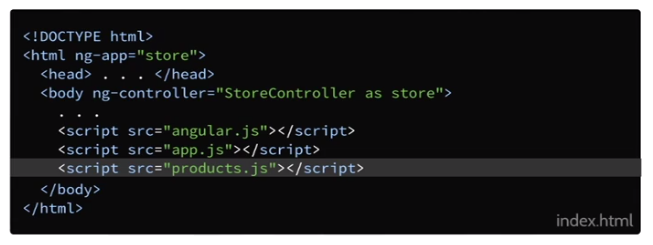 <!DOCTYPE html>
<html ng-app="store">
<head> . . . </head>
<body ng-controller="StoreController as store">
. . .
<script src="angular.js"></script>
<script src="app.js"></script>
<script src="products.js"></script>
</body>
</html>
index.html